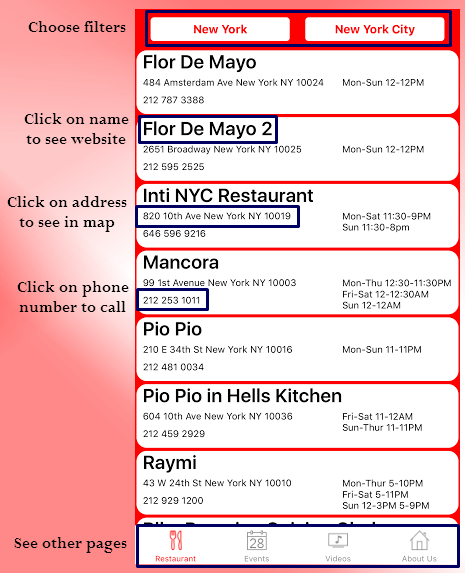 Choose filters
New York
New York City
Flor De Mayo
484 Amsterdam Ave New York NY 10024
Mon-Sun 12-12PM
212 787 3388
Click on name
to see website
Flor De Mayo 2
2651 Broadway New York NY 10025
Mon-Sun 12-12PM
212 595 2525
Click on address
to see in map
Inti NYC Restaurant
820 10th Ave New York NY 10019
Mon-Sat 11:30-9PM
Sun 11:30-8pm
646 596 9216
Click on phone
number to call
Mancora
99 1st Avenue New York NY 10003
Mon-Thu 12:30-11:30PM
Fri-Sat 12-12:30AM
Sun 12-12AM
212 253 1011
Pio Pio
210 E 34th St New York NY 10016
Mon-Sun 11-11PM
212 481 0034
Pio Pio in Hells Kitchen
604 10th Ave New York NY 10036
Fri-Sat 11-12AM
Sun-Thur 11-11PM
212 459 2929
Raymi
43 W 24th St New York NY 10010
Mon-Thur 5-10PM
Fri-Sat 5-11PM
Sun 12-3PM 5-9PM
212 929 1200
See other pages
28
Restaurant
Events
Videos
About Us